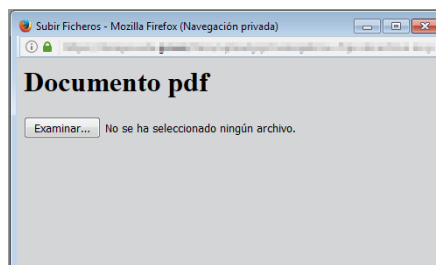 Subir Ficheros - Mozilla Firefox (Navegación privada)
Documento pdf
Examinar... No se ha seleccionado ningún archivo.